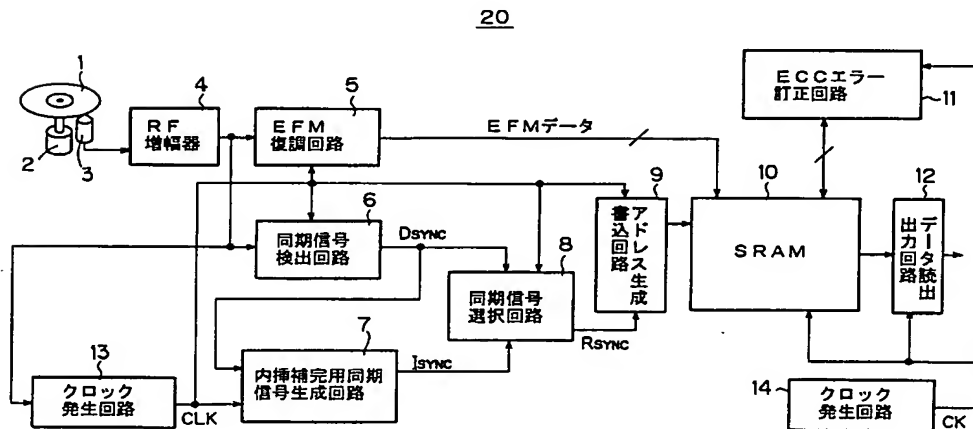 20
1
2
3
4
RF
増幅器
5
EFM
復調回路
EFMデータ
ECCエラー
訂正回路
11
6
同期信号
検出回路
DSYNC
8
同期信号
選択回路
RSYNC
9
書込回路
アドレス生成
10
SRAM
12
データ読出
出力回路
7
内挿補完用同期
信号生成回路
ISYNC
13
クロック
発生回路
CLK
14
クロック
発生回路
CK